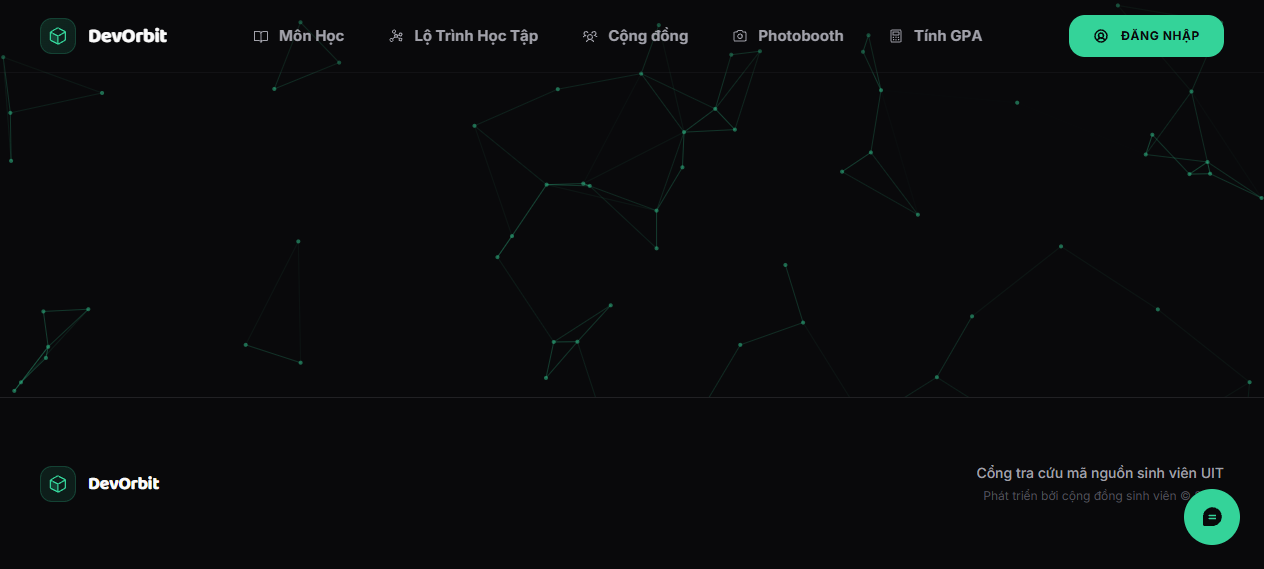 DevOrbit
Môn Học
Lộ Trình Học Tập
Cộng đồng
Photobooth
Tính GPA
ĐĂNG NHẬP
DevOrbit
Cổng tra cứu mã nguồn sinh viên UIT
Phát triển bởi cộng đồng sinh viên ©